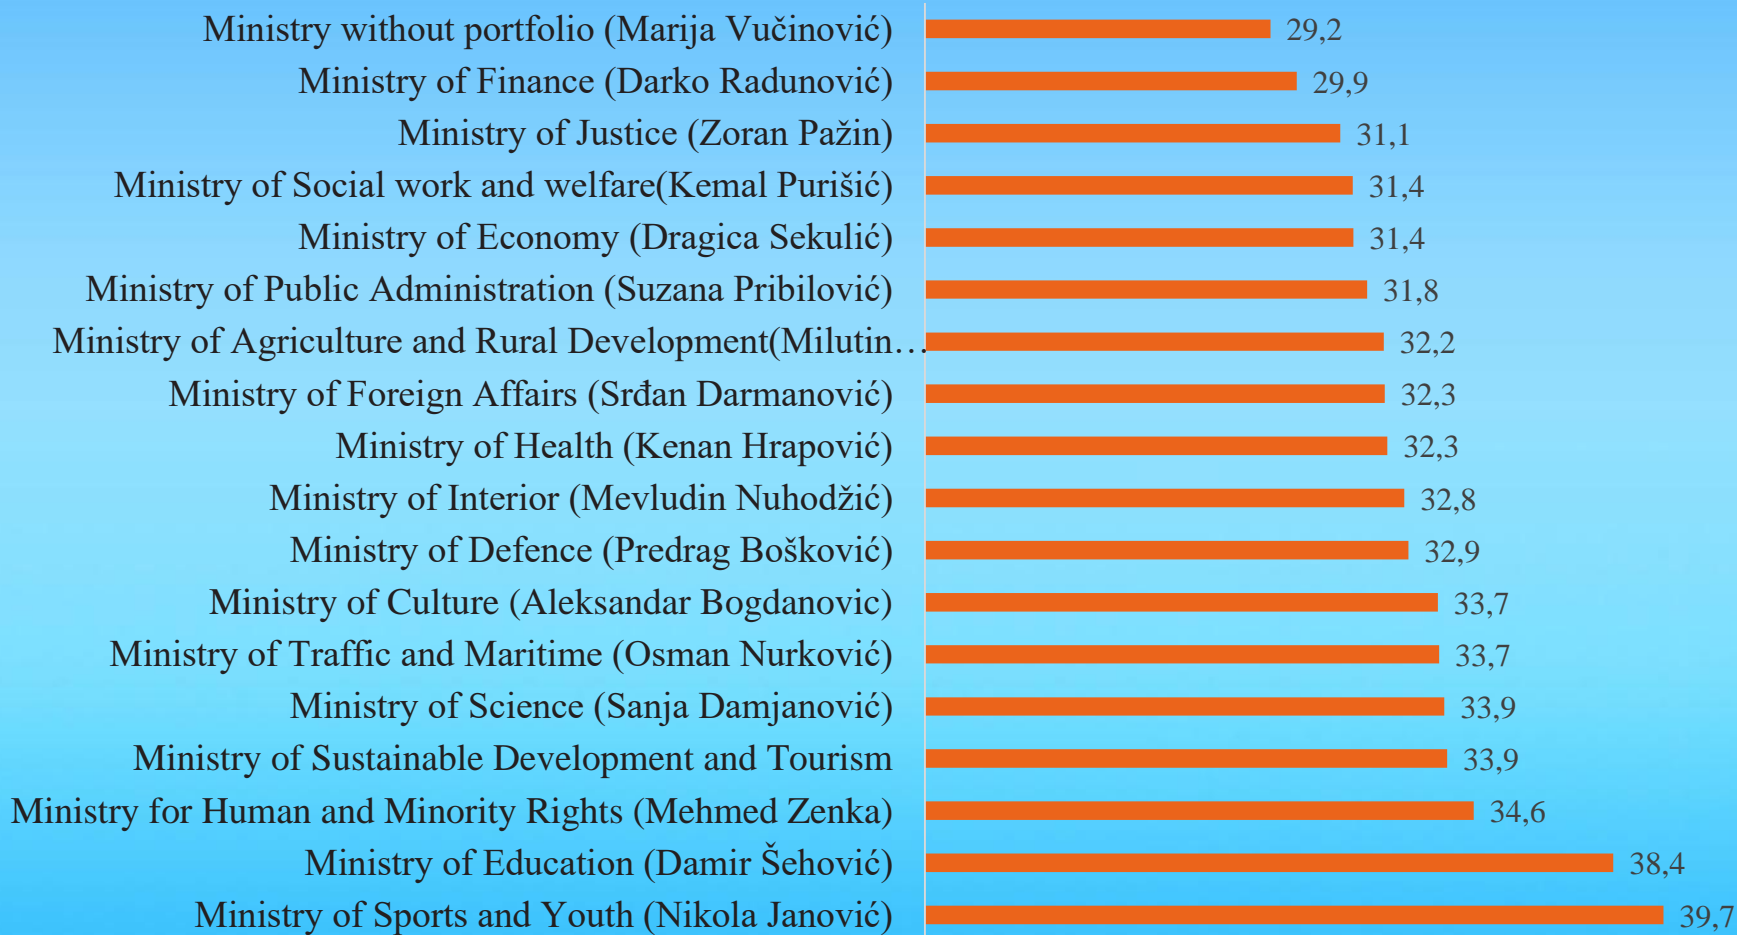 Ministry without portfolio (Marija Vučinović) 29,2
Ministry of Finance (Darko Radunović) 29,9
Ministry of Justice (Zoran Pažin) 31,1
Ministry of Social work and welfare(Kemal Purišić) 31,4
Ministry of Economy (Dragica Sekulić) 31,4
Ministry of Public Administration (Suzana Pribilović) 31,8
Ministry of Agriculture and Rural Development(Milutin… 32,2
Ministry of Foreign Affairs (Srđan Darmanović) 32,3
Ministry of Health (Kenan Hrapović) 32,3
Ministry of Interior (Mevludin Nuhodžić) 32,8
Ministry of Defence (Predrag Bošković) 32,9
Ministry of Culture (Aleksandar Bogdanovic) 33,7
Ministry of Traffic and Maritime (Osman Nurković) 33,7
Ministry of Science (Sanja Damjanović) 33,9
Ministry of Sustainable Development and Tourism 33,9
Ministry for Human and Minority Rights (Mehmed Zenka) 34,6
Ministry of Education (Damir Šehović) 38,4
Ministry of Sports and Youth (Nikola Janović) 39,7